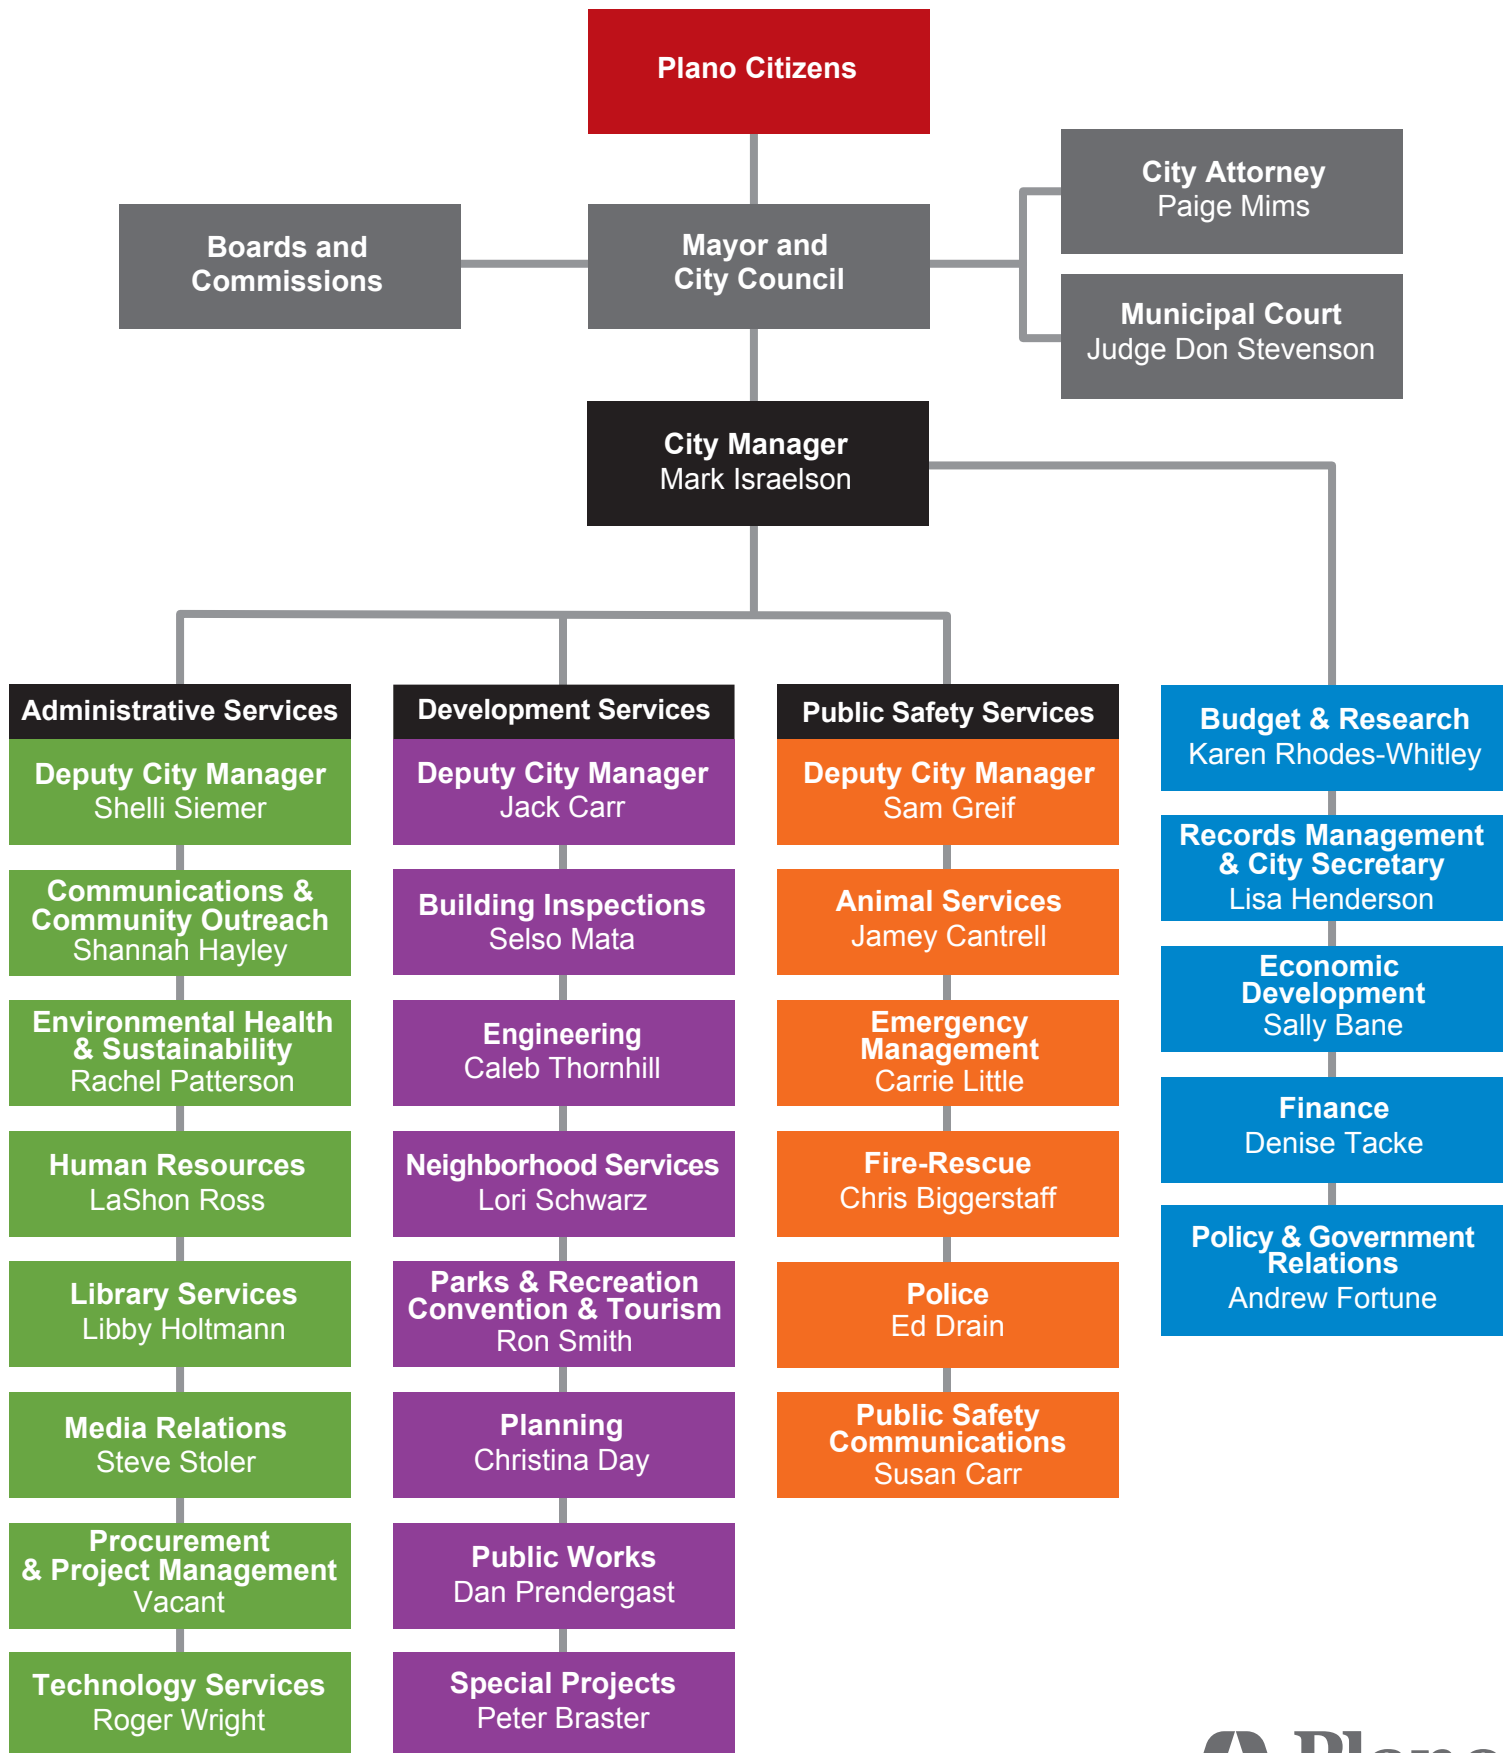 Plano Citizens
City Attorney
Paige Mims
Boards and
Commissions
Mayor and
City Council
Municipal Court
Judge Don Stevenson
City Manager
Mark Israelson
Administrative Services
Deputy City Manager
Shelli Siemer
Communications &
Community Outreach
Shannah Hayley
Environmental Health
& Sustainability
Rachel Patterson
Human Resources
LaShon Ross
Library Services
Libby Holtmann
Media Relations
Steve Stoler
Procurement
& Project Management
Vacant
Technology Services
Roger Wright
Development Services
Deputy City Manager
Jack Carr
Building Inspections
Selso Mata
Engineering
Caleb Thornhill
Neighborhood Services
Lori Schwarz
Parks & Recreation
Convention & Tourism
Ron Smith
Planning
Christina Day
Public Works
Dan Prendergast
Special Projects
Peter Braster
Public Safety Services
Deputy City Manager
Sam Greif
Animal Services
Jamey Cantrell
Emergency
Management
Carrie Little
Fire-Rescue
Chris Biggerstaff
Police
Ed Drain
Public Safety
Communications
Susan Carr
Budget & Research
Karen Rhodes-Whitley
Records Management
& City Secretary
Lisa Henderson
Economic
Development
Sally Bane
Finance
Denise Tacke
Policy & Government
Relations
Andrew Fortune
Plano